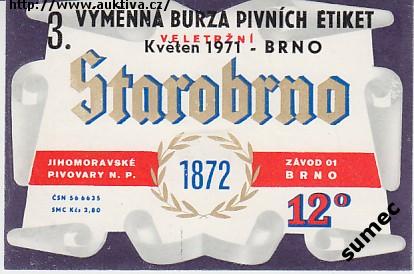 http://www.auktiva.cz/
3. VÝMĚNNÁ BURZA PIVNÍCH ETIKET
VELETRŽNÍ
Květen 1971 - BRNO
Starobrno
JIHOMORAVSKÉ
PIVOVARY N. P.
1872
ZÁVOD 01
BRNO
ČSN 56 6635
SMC Kčs 2,80
12°
sumec